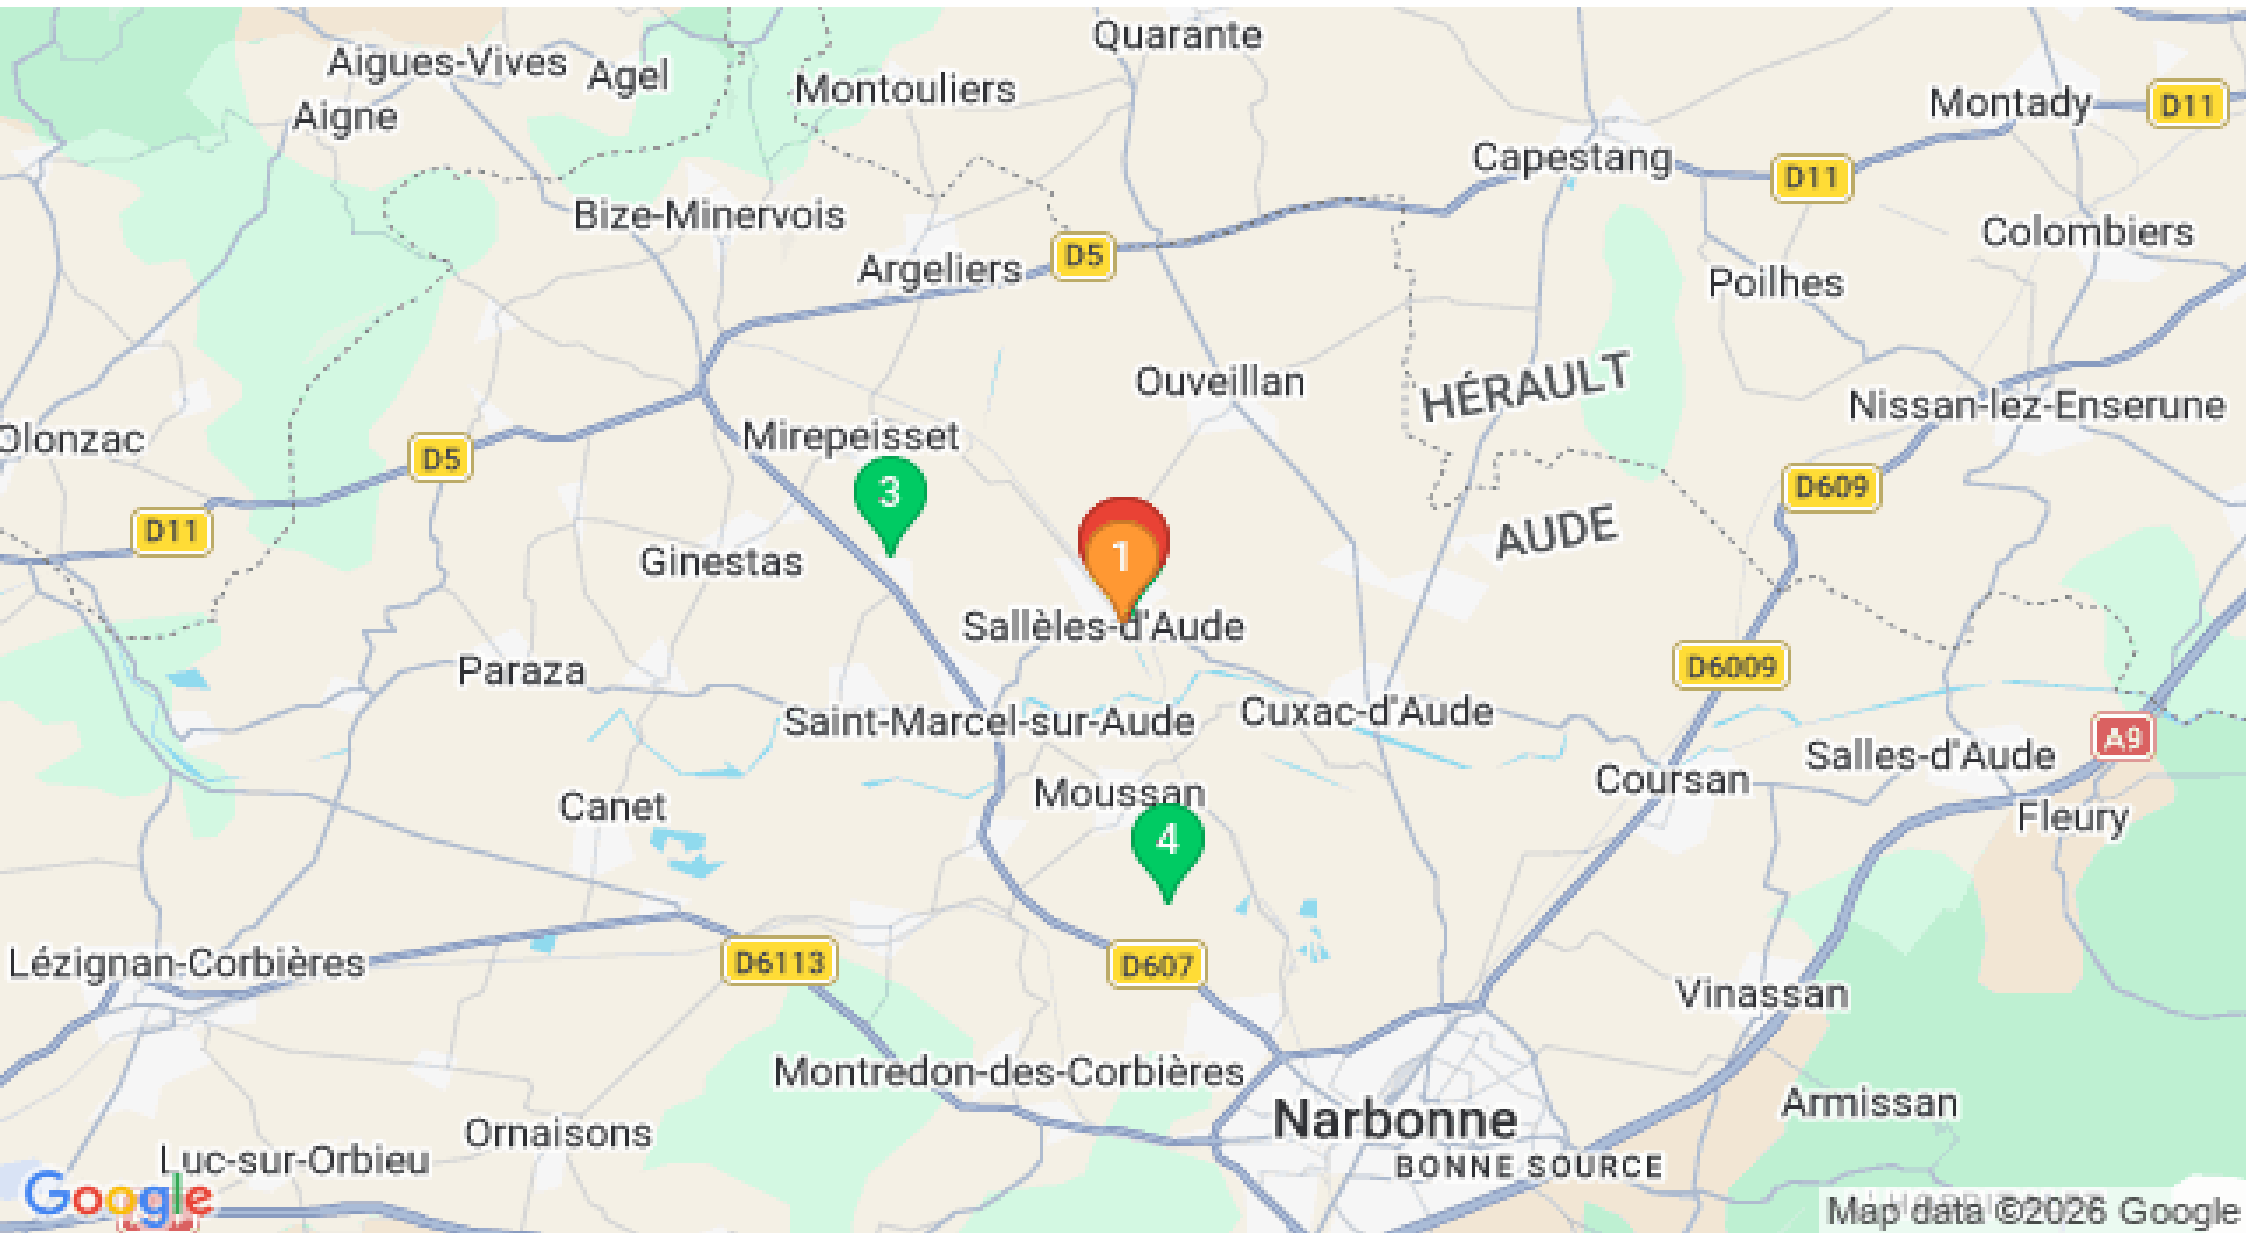 Quarante
Aigues-Vives
Agel
Montouliers
Aigne
Montady
D11
Capestang
D11
Bize-Minervois
Colombiers
Argeliers
D5
Poilhes
Ouveillan
HÉRAULT
Nissan-lez-Enserune
Olonzac
Mirepeisset
D5
3
D609
D11
AUDE
Ginestas
1
Sallèles-d'Aude
Paraza
D6009
Saint-Marcel-sur-Aude
Cuxac-d'Aude
A9
Salles-d'Aude
Coursan
Moussan
Canet
Fleury
4
Lézignan-Corbières
D6113
D607
Vinassan
Montredon-des-Corbières
Narbonne
Armissan
Ornaisons
Luc-sur-Orbieu
BONNE SOURCE
Google
Map data ©2026 Google